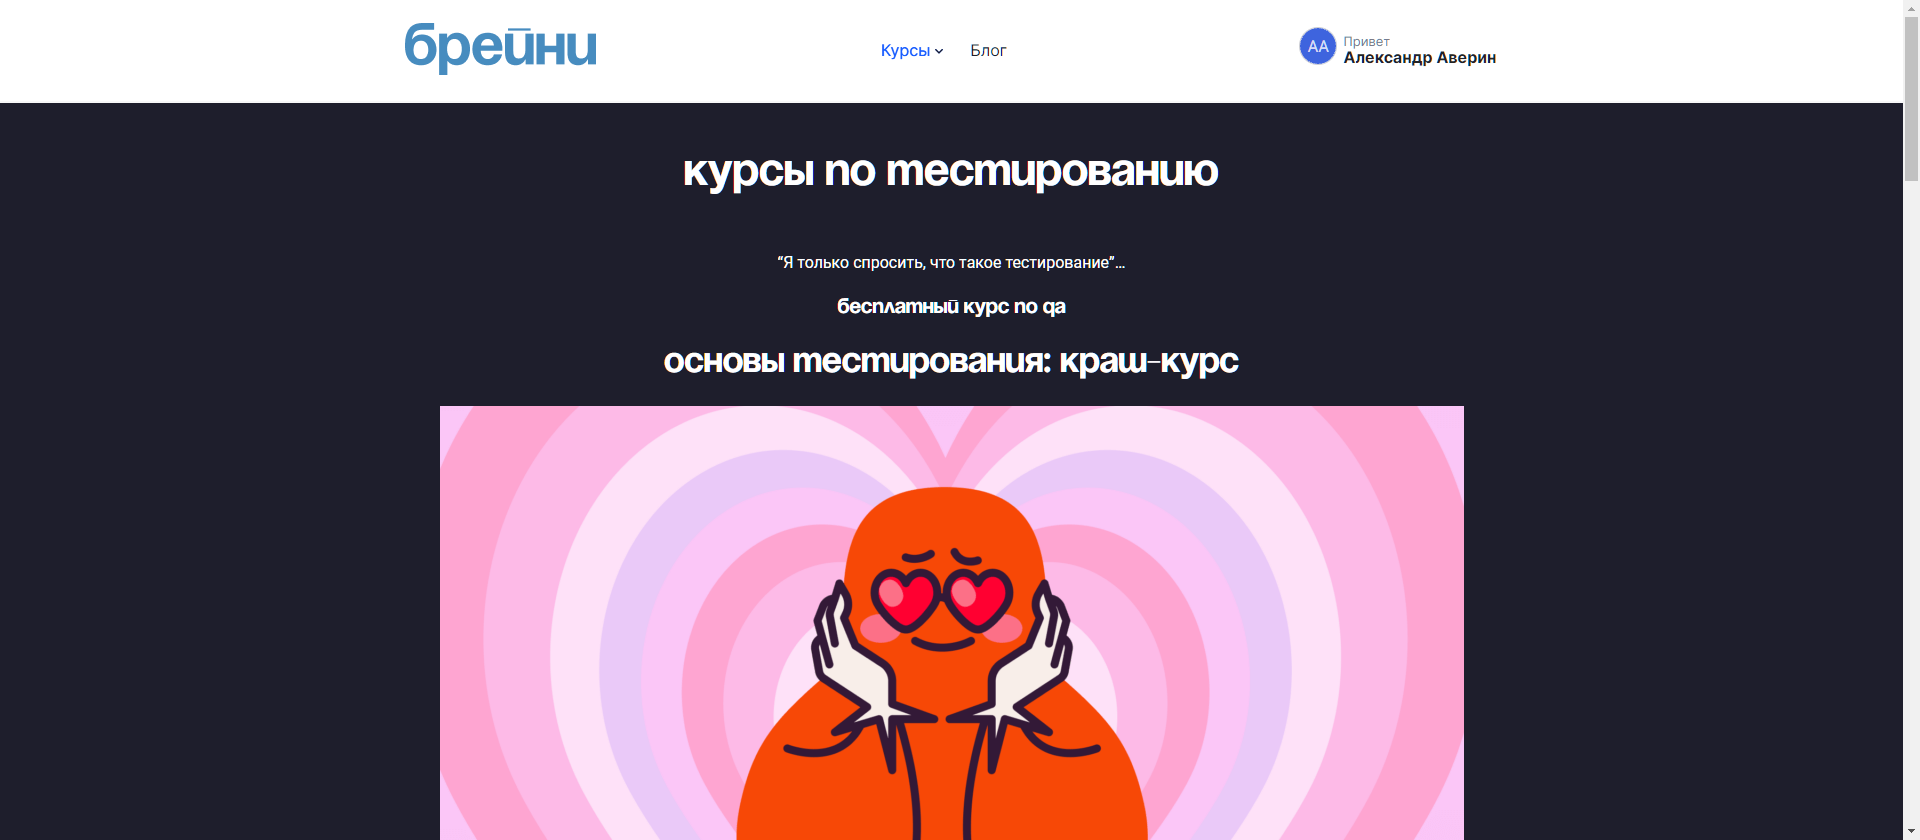 брейни
Курсы
Блог
АА
Привет
Александр Аверин
курсы по тестированию
“Я только спросить, что такое тестирование”...
бесплатный курс по qa
основы тестирования: краш-курс